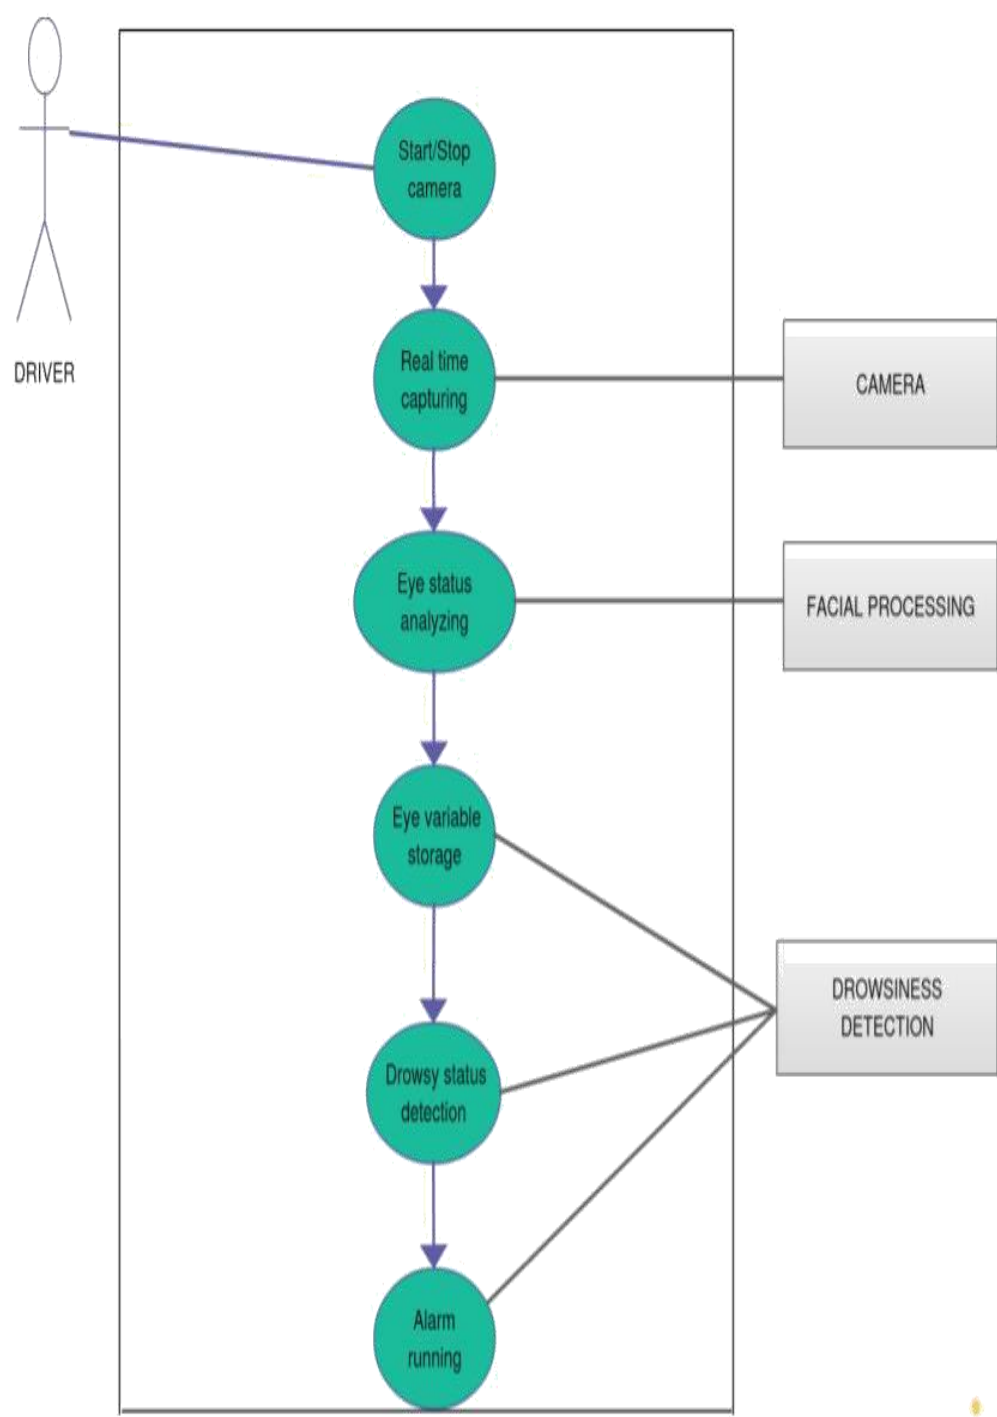 Start/Stop
camera
DRIVER
Real time
capturing
CAMERA
Eye status
analyzing
FACIAL PROCESSING
Eye variable
storage
DROWSINESS
DETECTION
Drowsy status
detection
Alarm
running